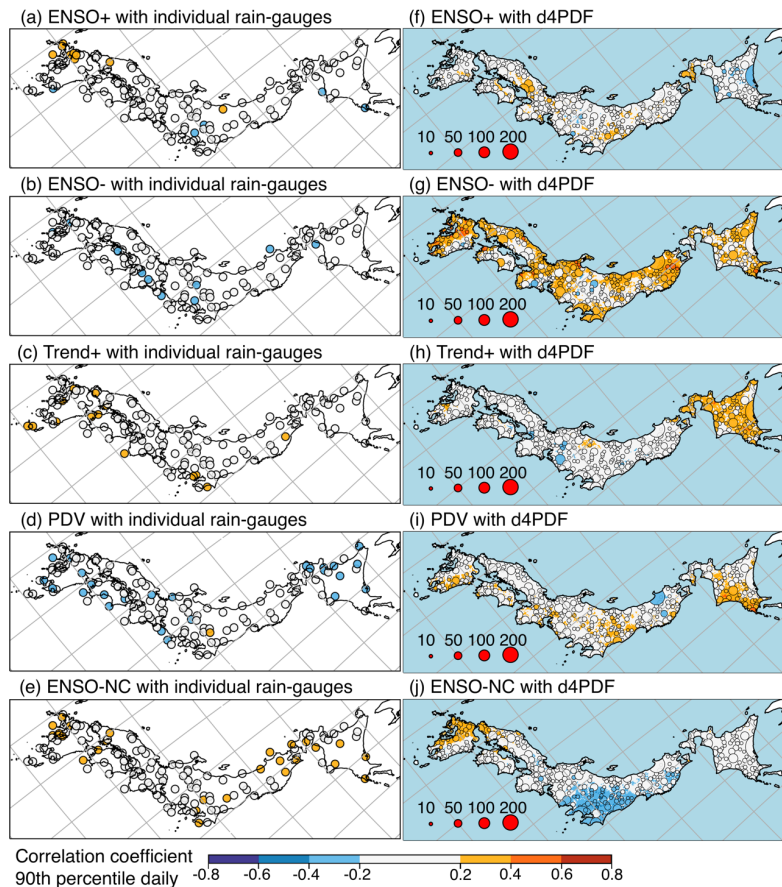 (a) ENSO+ with individual rain-gauges
(f) ENSO+ with d4PDF
10 50 100 200
(b) ENSO- with individual rain-gauges
(g) ENSO- with d4PDF
10 50 100 200
(c) Trend+ with individual rain-gauges
(h) Trend+ with d4PDF
10 50 100 200
(d) PDV with individual rain-gauges
(i) PDV with d4PDF
10 50 100 200
(e) ENSO-NC with individual rain-gauges
(j) ENSO-NC with d4PDF
10 50 100 200
Correlation coefficient
90th percentile daily
-0.8 -0.6 -0.4 -0.2 0.2 0.4 0.6 0.8